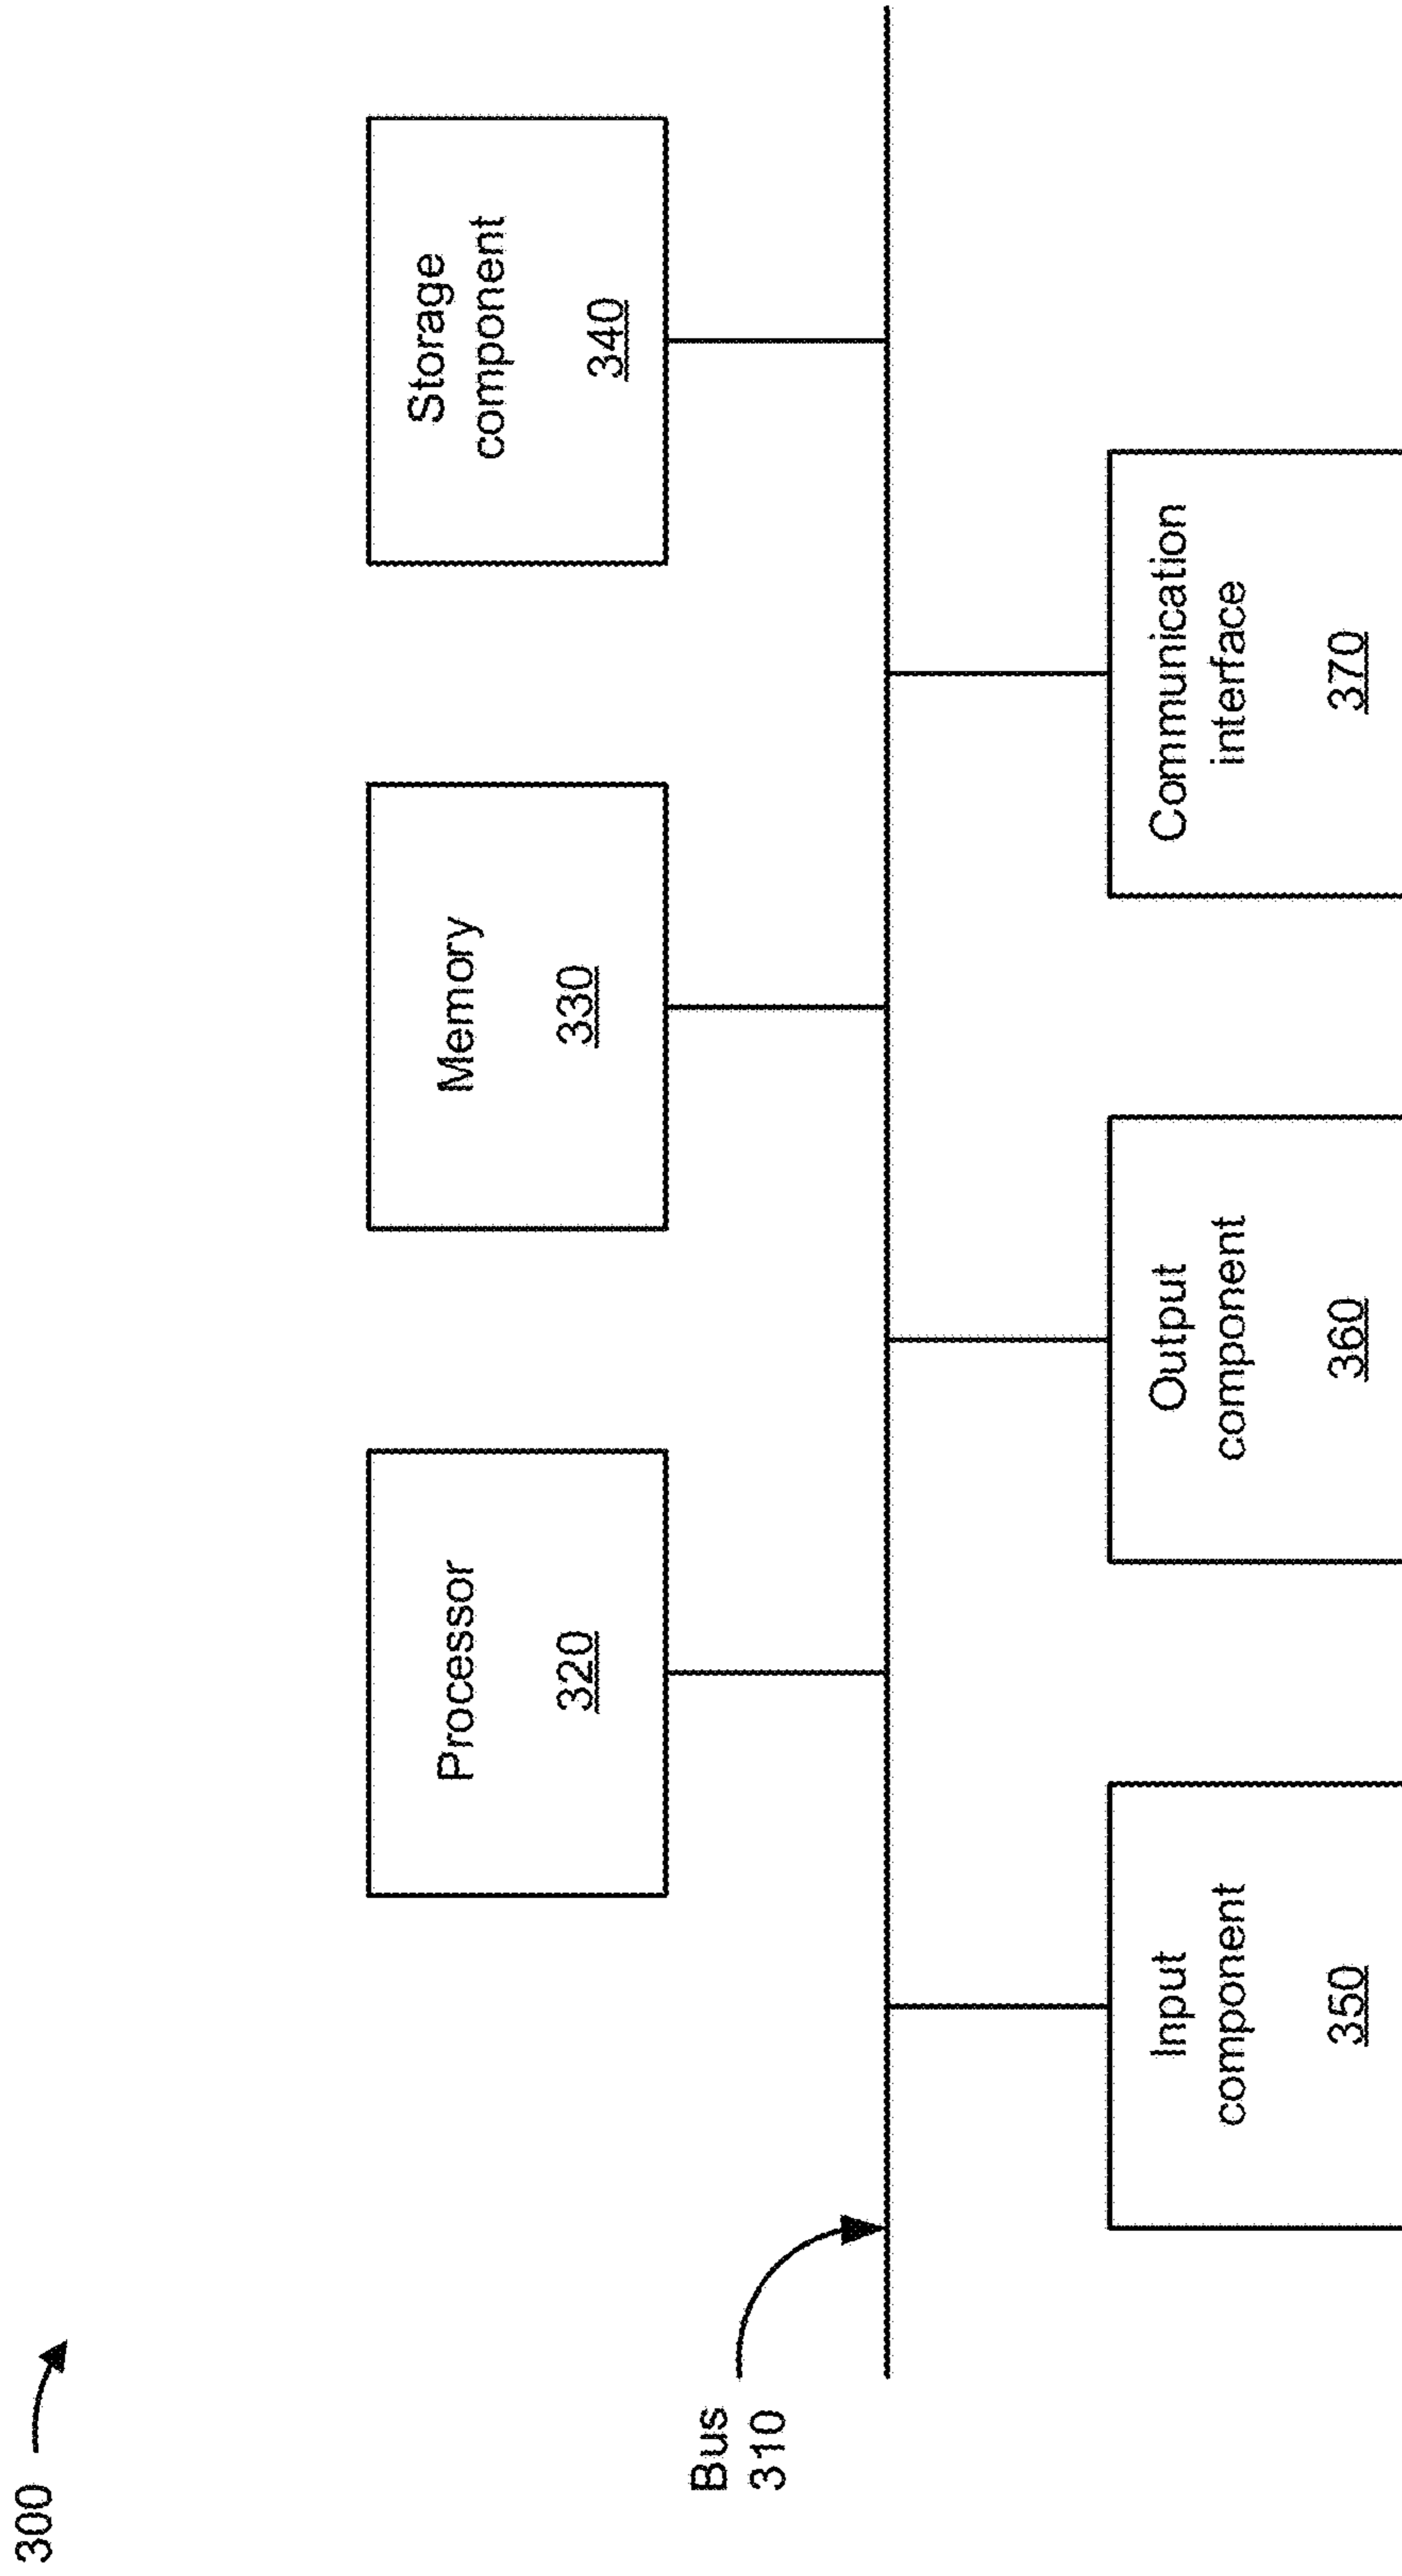 300
Processor
320
Memory
330
Storage
component
340
Bus
310
Input
component
350
Output
component
360
Communication
interface
370